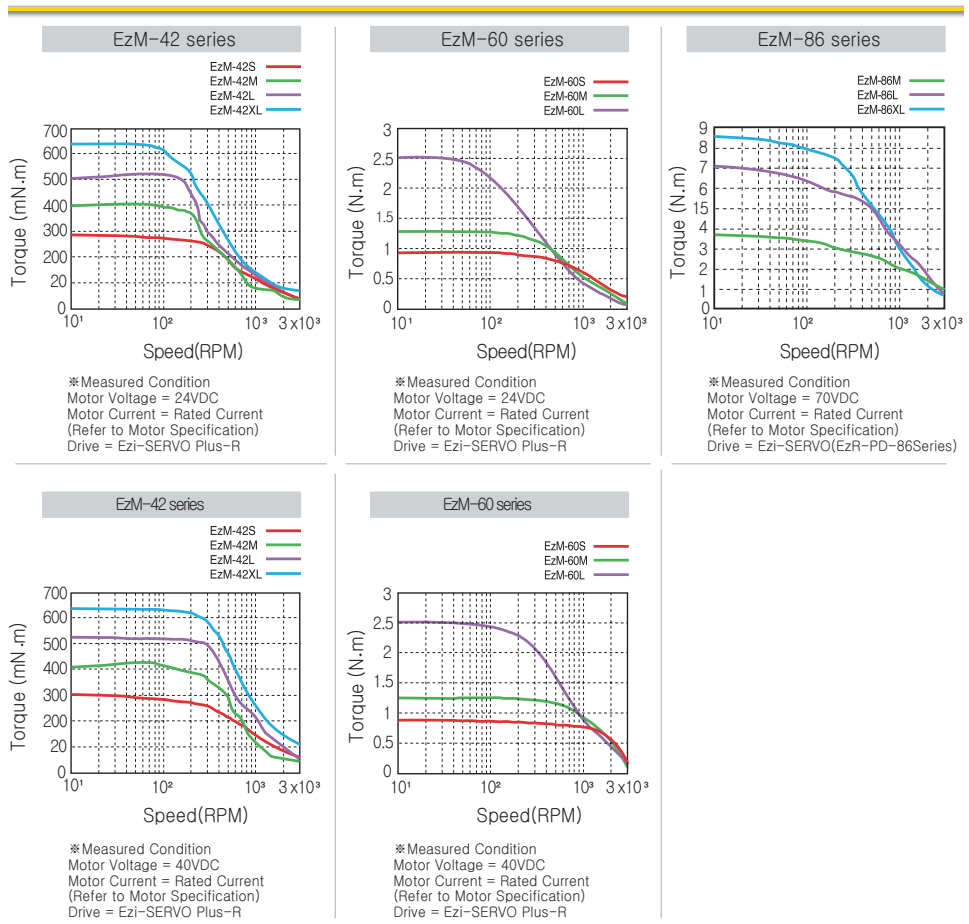 EzM-42 series
EzM-42S
EzM-42M
EzM-42L
EzM-42XL
Torque (mN.m)
700
600
500
400
300
200
20
0
10¹ 10² 10³ 3x10³
Speed(RPM)
※Measured Condition
Motor Voltage = 24VDC
Motor Current = Rated Current
(Refer to Motor Specification)
Drive = Ezi-SERVO Plus-R
EzM-60 series
EzM-60S
EzM-60M
EzM-60L
Torque (N.m)
3
2.5
2
1.5
1
0.5
0
10¹ 10² 10³ 3x10³
Speed(RPM)
※Measured Condition
Motor Voltage = 24VDC
Motor Current = Rated Current
(Refer to Motor Specification)
Drive = Ezi-SERVO Plus-R
EzM-86 series
EzM-86M
EzM-86L
EzM-86XL
Torque (N.m)
9
8
7
6
15
4
3
2
1
0
10¹ 10² 10³ 3x10³
Speed(RPM)
※Measured Condition
Motor Voltage = 70VDC
Motor Current = Rated Current
(Refer to Motor Specification)
Drive = Ezi-SERVO(EzR-PD-86Series)
EzM-42 series
EzM-42S
EzM-42M
EzM-42L
EzM-42XL
Torque (mN.m)
700
600
500
400
300
200
20
0
10¹ 10² 10³ 3x10³
Speed(RPM)
※Measured Condition
Motor Voltage = 40VDC
Motor Current = Rated Current
(Refer to Motor Specification)
Drive = Ezi-SERVO Plus-R
EzM-60 series
EzM-60S
EzM-60M
EzM-60L
Torque (N.m)
3
2.5
2
1.5
1
0.5
0
10¹ 10² 10³ 3x10³
Speed(RPM)
※Measured Condition
Motor Voltage = 40VDC
Motor Current = Rated Current
(Refer to Motor Specification)
Drive = Ezi-SERVO Plus-R